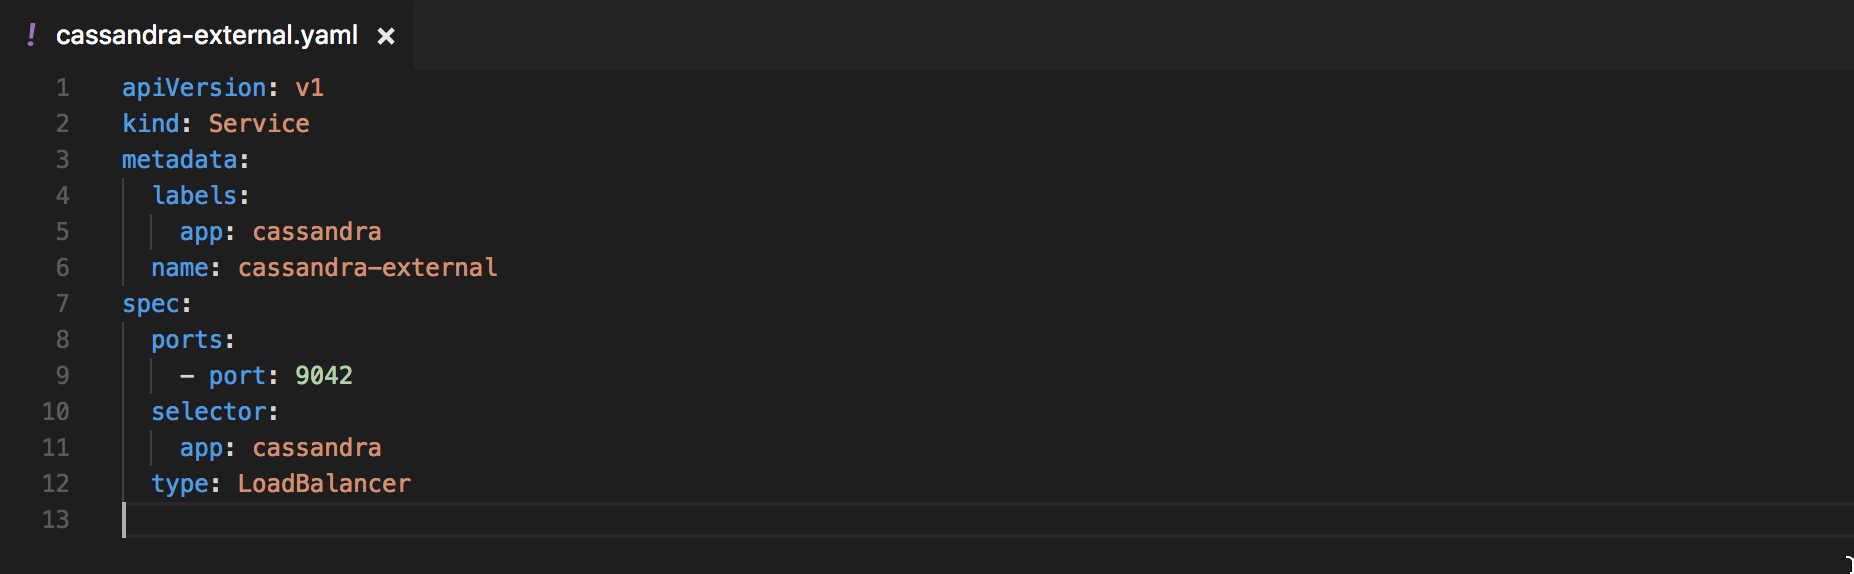 ! cassandra-external.yaml ×
1 apiVersion: v1
2 kind: Service
3 metadata:
4   labels:
5     app: cassandra
6   name: cassandra-external
7 spec:
8   ports:
9     - port: 9042
10   selector:
11     app: cassandra
12   type: LoadBalancer
13